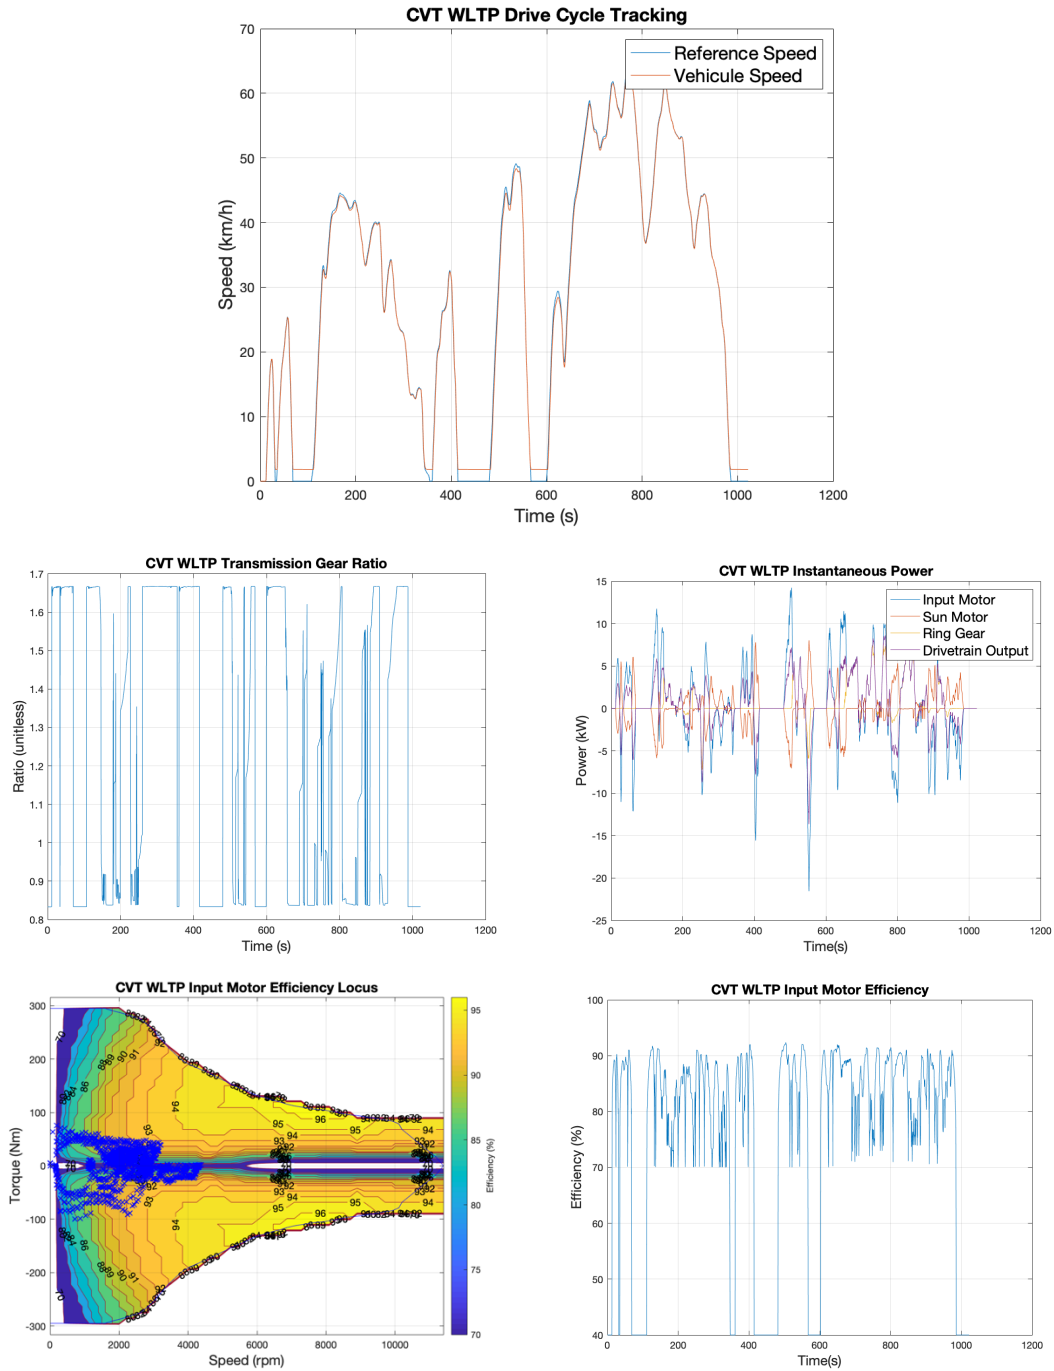 CVT WLTP Drive Cycle Tracking
70
60
50
40
30
20
10
0
Speed (km/h)
Reference Speed
Vehicule Speed
0 200 400 600 800 1000 1200
Time (s)
CVT WLTP Transmission Gear Ratio
1.7
1.6
1.5
1.4
1.3
1.2
1.1
1
0.9
0.8
Ratio (unitless)
0 200 400 600 800 1000 1200
Time (s)
CVT WLTP Instantaneous Power
15
10
5
0
-5
-10
-15
-20
-25
Power (kW)
Input Motor
Sun Motor
Ring Gear
Drivetrain Output
0 200 400 600 800 1000 1200
Time(s)
CVT WLTP Input Motor Efficiency Locus
300
200
100
0
-100
-200
-300
Torque (Nm)
0 2000 4000 6000 8000 10000
Speed (rpm)
95
90
85
80
75
70
Efficiency (%)
CVT WLTP Input Motor Efficiency
100
90
80
70
60
50
40
Efficiency (%)
0 200 400 600 800 1000 1200
Time(s)